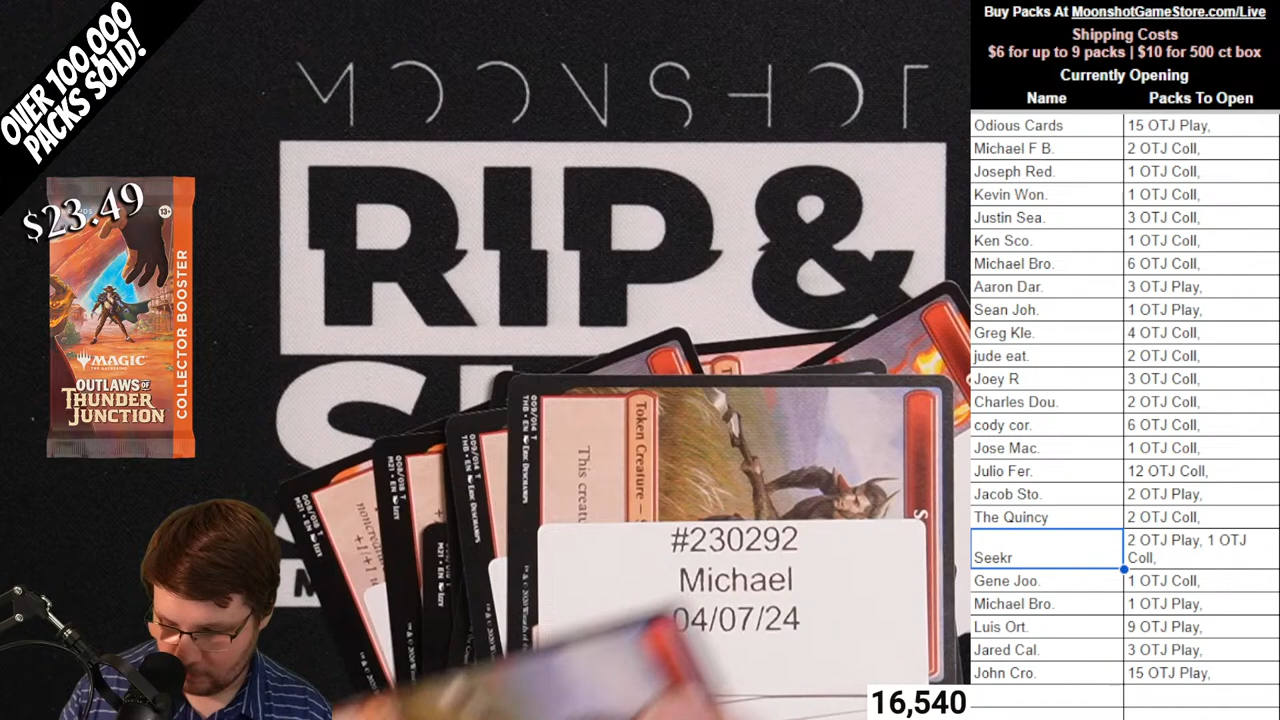 OVER 100,000
PACKS SOLD!
$23.49
13+
MAGIC
THE GATHERING
OUTLAWS OF
THUNDER
JUNCTION
COLLECTOR BOOSTER
MOONSHOT
RIP &
Token Creature —
This creatu
noncreatu
+1/+1
#230292
Michael
04/07/24
16,540
Buy Packs At MoonshotGameStore.com/Live
Shipping Costs
$6 for up to 9 packs | $10 for 500 ct box
Currently Opening
Name Packs To Open
Odious Cards 15 OTJ Play,
Michael F B. 2 OTJ Coll,
Joseph Red. 1 OTJ Coll,
Kevin Won. 1 OTJ Coll,
Justin Sea. 3 OTJ Coll,
Ken Sco. 1 OTJ Coll,
Michael Bro. 6 OTJ Coll,
Aaron Dar. 3 OTJ Play,
Sean Joh. 1 OTJ Play,
Greg Kle. 4 OTJ Coll,
jude eat. 2 OTJ Coll,
Joey R 3 OTJ Coll,
Charles Dou. 2 OTJ Coll,
cody cor. 6 OTJ Coll,
Jose Mac. 1 OTJ Coll,
Julio Fer. 12 OTJ Coll,
Jacob Sto. 2 OTJ Play,
The Quincy 2 OTJ Coll,
Seekr 2 OTJ Play, 1 OTJ
Coll,
Gene Joo. 1 OTJ Coll,
Michael Bro. 1 OTJ Play,
Luis Ort. 9 OTJ Play,
Jared Cal. 3 OTJ Play,
John Cro. 15 OTJ Play,